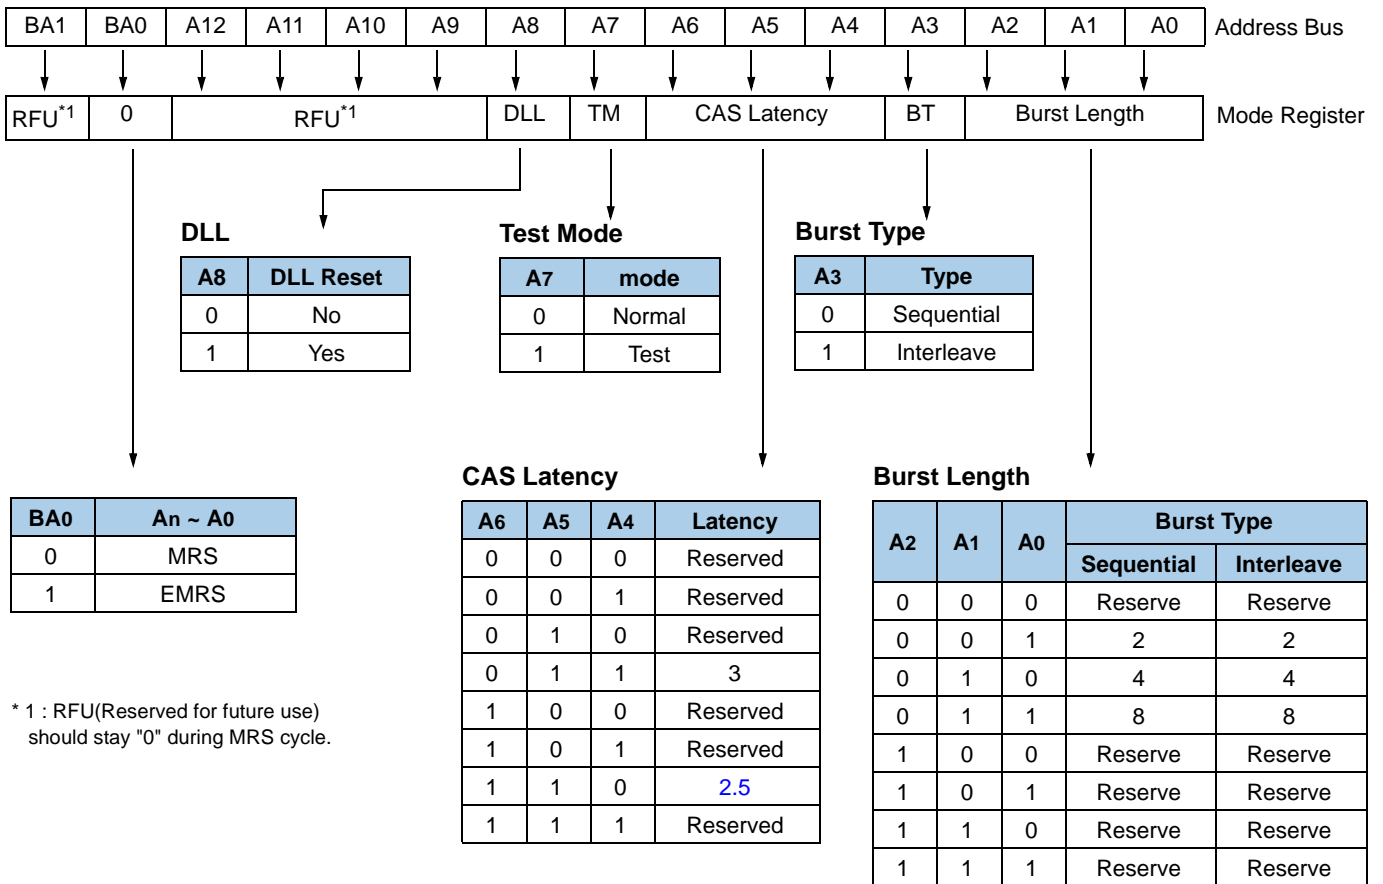 BA1 BA0 A12 A11 A10 A9 A8 A7 A6 A5 A4 A3 A2 A1 A0 Address Bus
RFU*1 0 RFU*1 DLL TM CAS Latency BT Burst Length Mode Register
DLL
A8 DLL Reset
0 No
1 Yes
Test Mode
A7 mode
0 Normal
1 Test
Burst Type
A3 Type
0 Sequential
1 Interleave
BA0 An ~ A0
0 MRS
1 EMRS
* 1 : RFU(Reserved for future use)
should stay "0" during MRS cycle.
CAS Latency
A6 A5 A4 Latency
0 0 0 Reserved
0 0 1 Reserved
0 1 0 Reserved
0 1 1 3
1 0 0 Reserved
1 0 1 Reserved
1 1 0 2.5
1 1 1 Reserved
Burst Length
A2 A1 A0 Burst Type
Sequential Interleave
0 0 0 Reserve Reserve
0 0 1 2 2
0 1 0 4 4
0 1 1 8 8
1 0 0 Reserve Reserve
1 0 1 Reserve Reserve
1 1 0 Reserve Reserve
1 1 1 Reserve Reserve